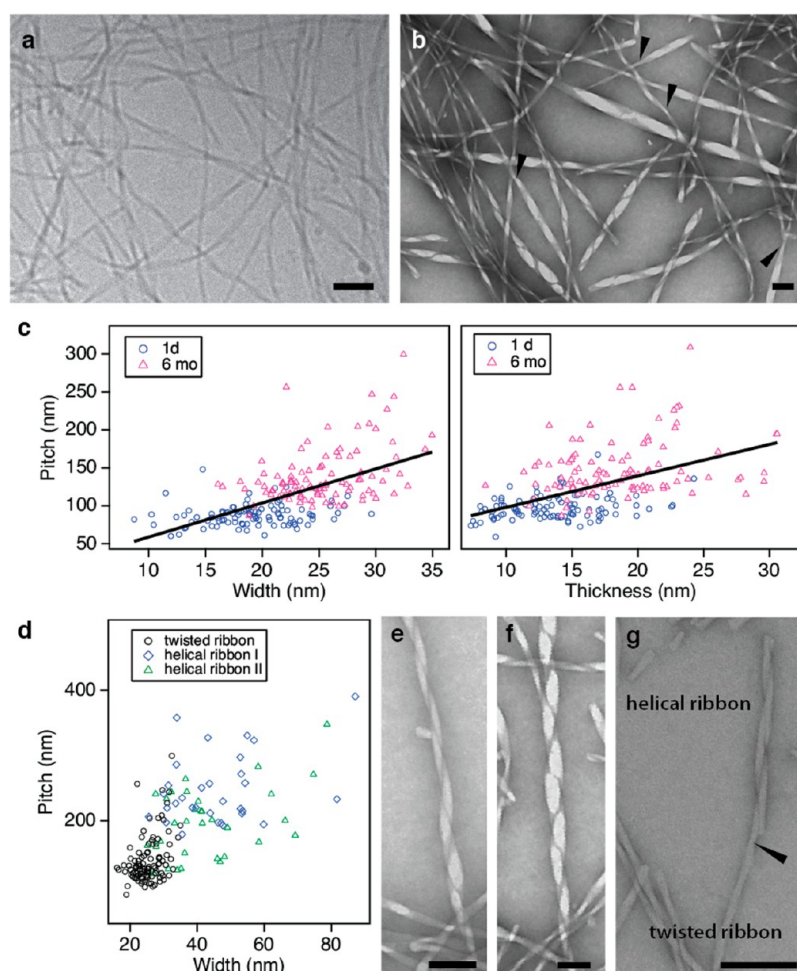 a
b
c
1d
6 mo
1 d
6 mo
Pitch (nm)
300
250
200
150
100
50
10 15 20 25 30 35
10 15 20 25 30
Width (nm)
Thickness (nm)
d
twisted ribbon
helical ribbon I
helical ribbon II
Pitch (nm)
400
200
20 40 60 80
Width (nm)
e
f
g
helical ribbon
twisted ribbon